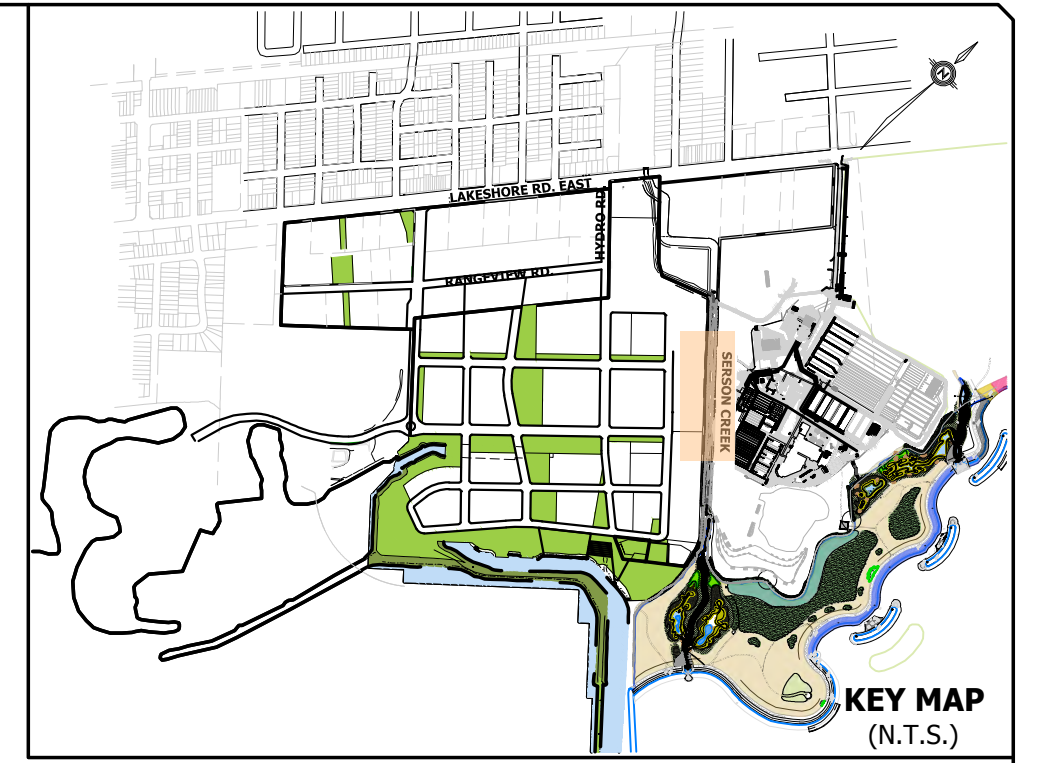 N
LAKESHORE RD. EAST
HYDRO RD.
RANGEVIEW RD.
SERSON CREEK
KEY MAP
(N.T.S.)